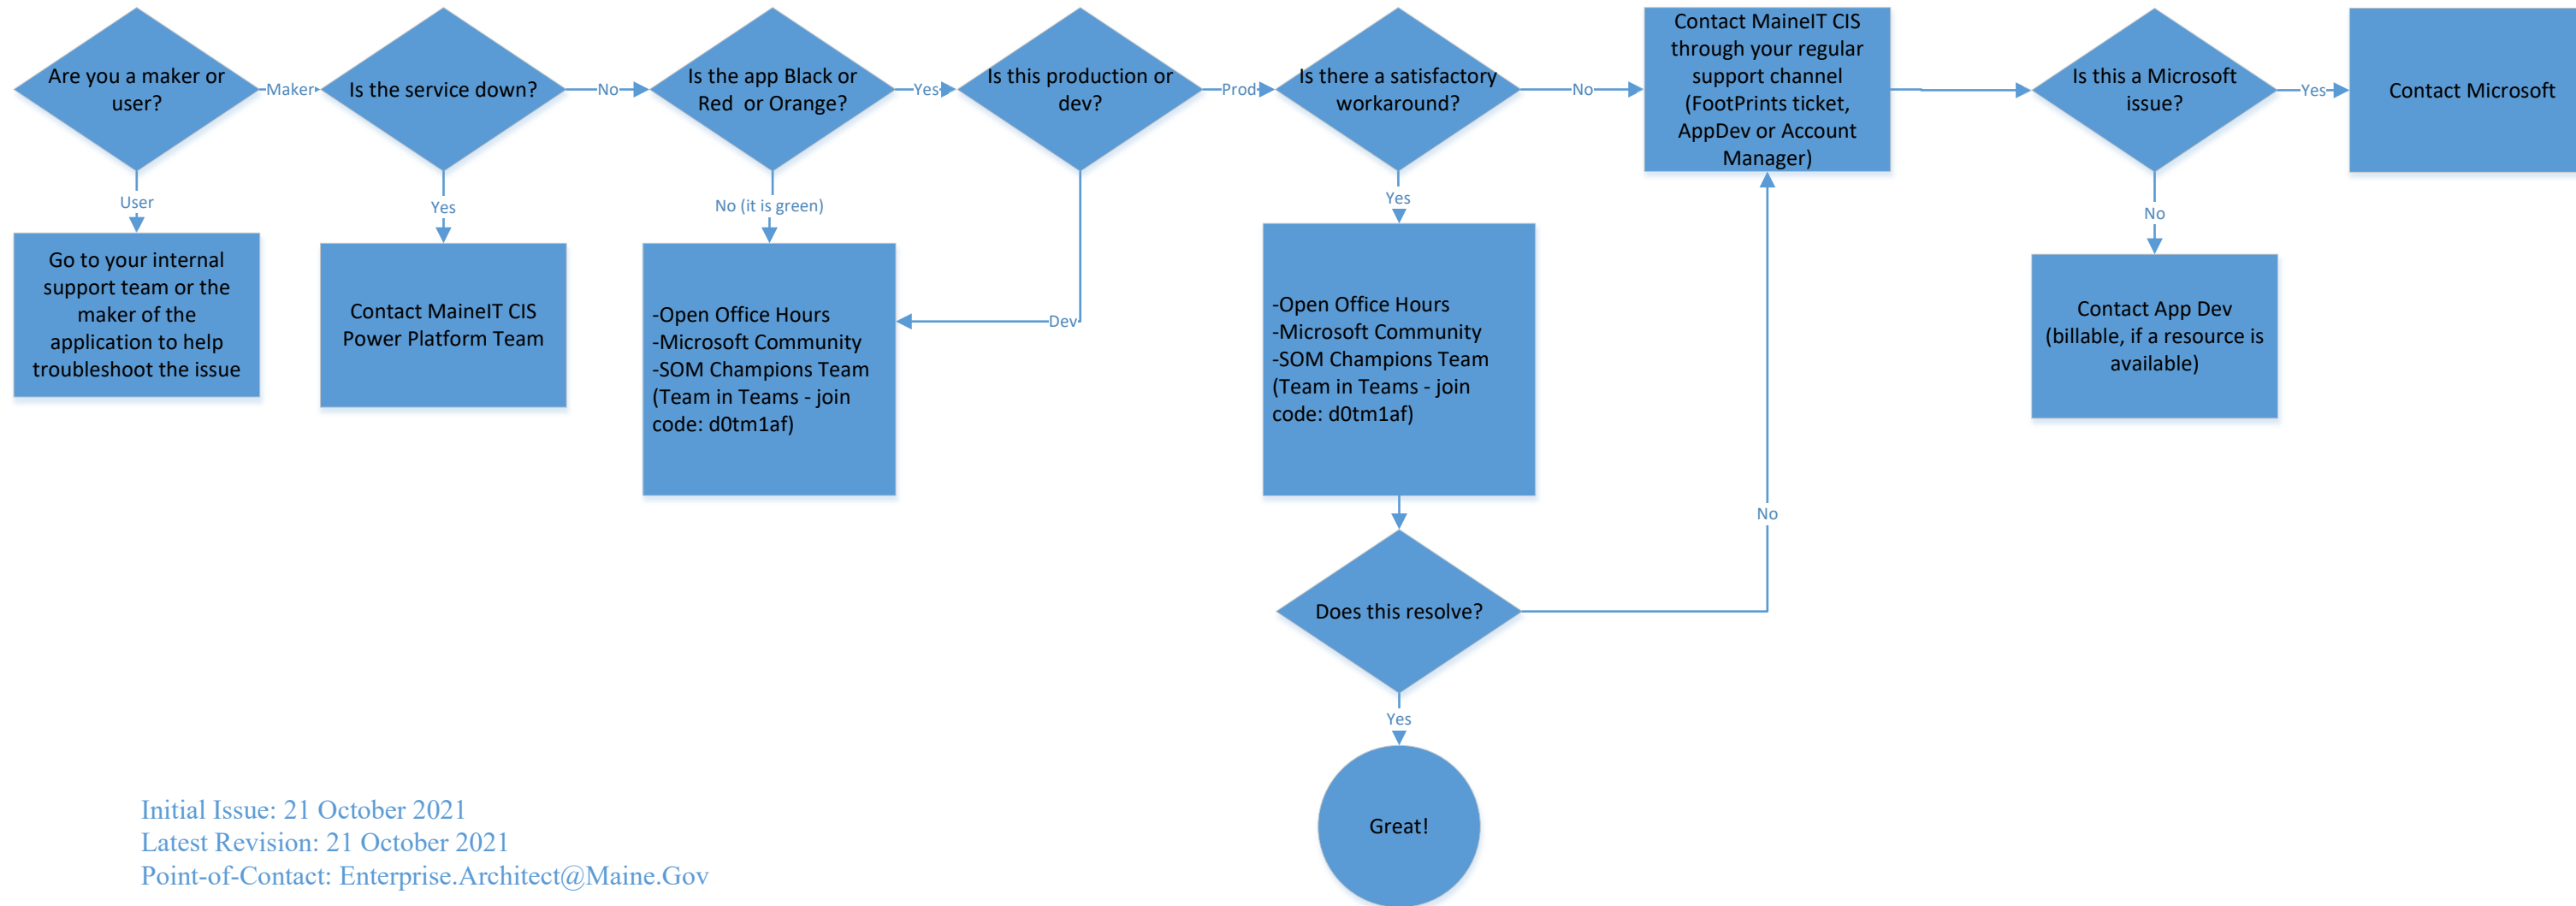 Are you a maker or
user?
Maker
User
Go to your internal
support team or the
maker of the
application to help
troubleshoot the issue
Is the service down?
No
Yes
Contact MaineIT CIS
Power Platform Team
Is the app Black or
Red  or Orange?
Yes
No (it is green)
-Open Office Hours
-Microsoft Community
-SOM Champions Team
(Team in Teams - join
code: d0tm1af)
Is this production or
dev?
Prod
Dev
Is there a satisfactory
workaround?
No
Yes
-Open Office Hours
-Microsoft Community
-SOM Champions Team
(Team in Teams - join
code: d0tm1af)
Does this resolve?
No
Yes
Great!
Contact MaineIT CIS
through your regular
support channel
(FootPrints ticket,
AppDev or Account
Manager)
Is this a Microsoft
issue?
Yes
No
Contact Microsoft
Contact App Dev
(billable, if a resource is
available)
Initial Issue: 21 October 2021
Latest Revision: 21 October 2021
Point-of-Contact: Enterprise.Architect@Maine.Gov